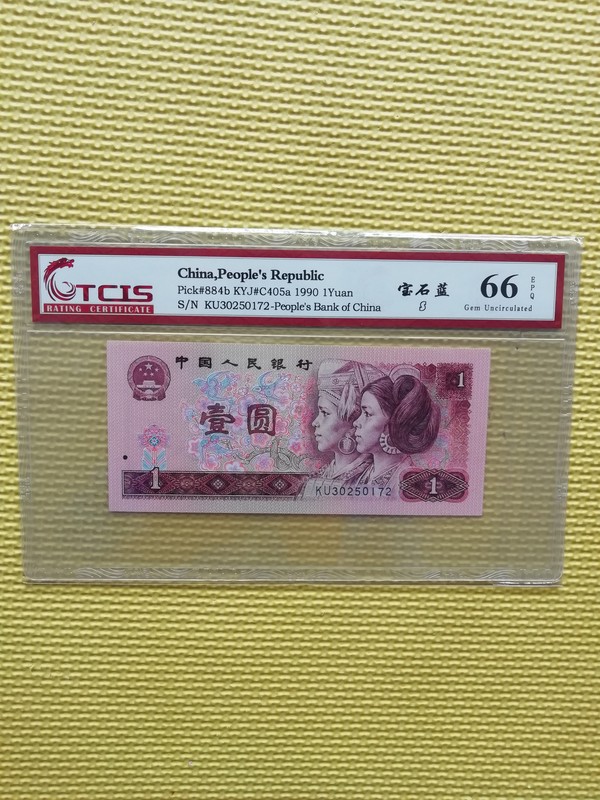 TCIS
RATING CERTIFICATE
China,People's Republic
Pick#884b KYJ#C405a 1990 1Yuan
S/N KU30250172-People's Bank of China
宝石蓝
66
EPQ
Gem Uncirculated
中国人民银行
1
壹圆
1
KU30250172
1